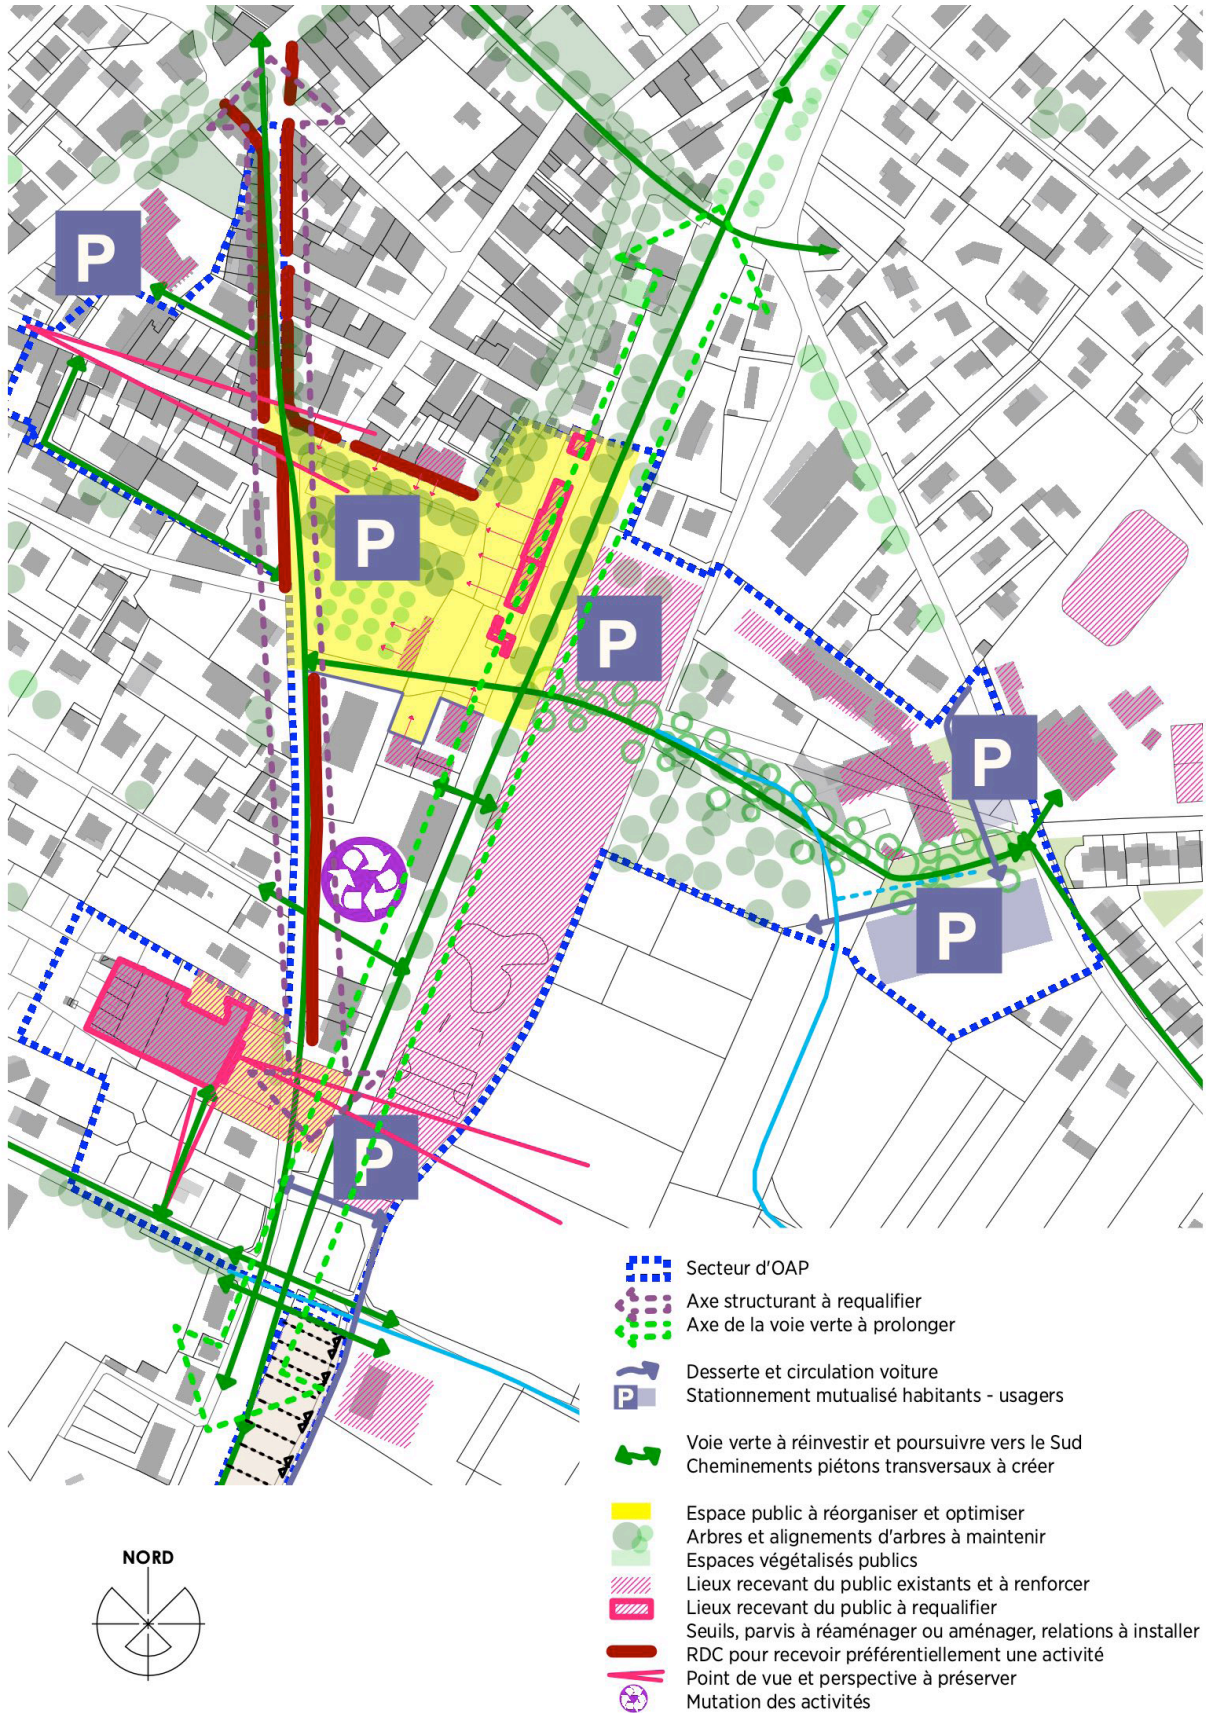 P
P
P
P
P
P
Secteur d'OAP
Axe structurant à requalifier
Axe de la voie verte à prolonger
Desserte et circulation voiture
P Stationnement mutualisé habitants - usagers
Voie verte à réinvestir et poursuivre vers le Sud
Cheminements piétons transversaux à créer
Espace public à réorganiser et optimiser
NORD
Arbres et alignements d'arbres à maintenir
Espaces végétalisés publics
Lieux recevant du public existants et à renforcer
Lieux recevant du public à requalifier
Seuils, parvis à réaménager ou aménager, relations à installer
RDC pour recevoir préférentiellement une activité
Point de vue et perspective à préserver
Mutation des activités